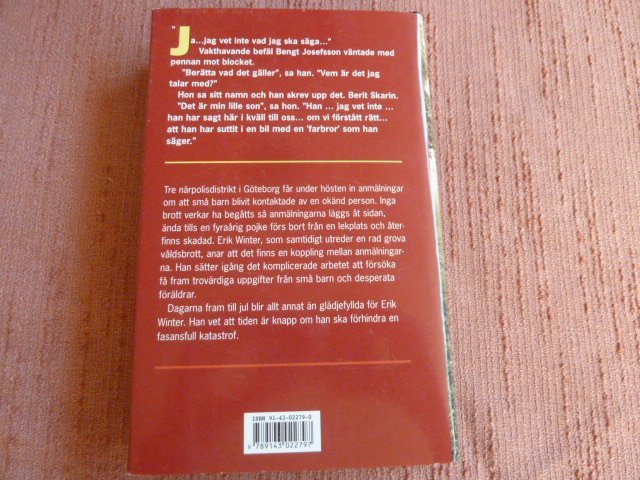 "Ja...jag vet inte vad jag ska säga..."
Vakthavande befäl Bengt Josefsson väntade med
pennan mot blocket.
"Berätta vad det gäller", sa han. "Vem är det jag
talar med?"
Hon sa sitt namn och han skrev upp det. Berit Skarin.
"Det är min lille son", sa hon. "Han ... jag vet inte ...
han har sagt här i kväll till oss... om vi förstått rätt...
att han har suttit i en bil med en 'farbror' som han
säger."
Tre närpolisdistrikt i Göteborg får under hösten in anmälningar
om att små barn blivit kontaktade av en okänd person. Inga
brott verkar ha begåtts så anmälningarna läggs åt sidan,
ända tills en fyraårig pojke förs bort från en lekplats och åter-
finns skadad. Erik Winter, som samtidigt utreder en rad grova
våldsbrott, anar att det finns en koppling mellan anmälningar-
na. Han sätter igång det komplicerade arbetet att försöka
få fram trovärdiga uppgifter från små barn och desperata
föräldrar.
Dagarna fram till jul blir allt annat än glädjefyllda för Erik
Winter. Han vet att tiden är knapp om han ska förhindra en
fasansfull katastrof.
ISBN 91-43-02279-0
9 789143 022797